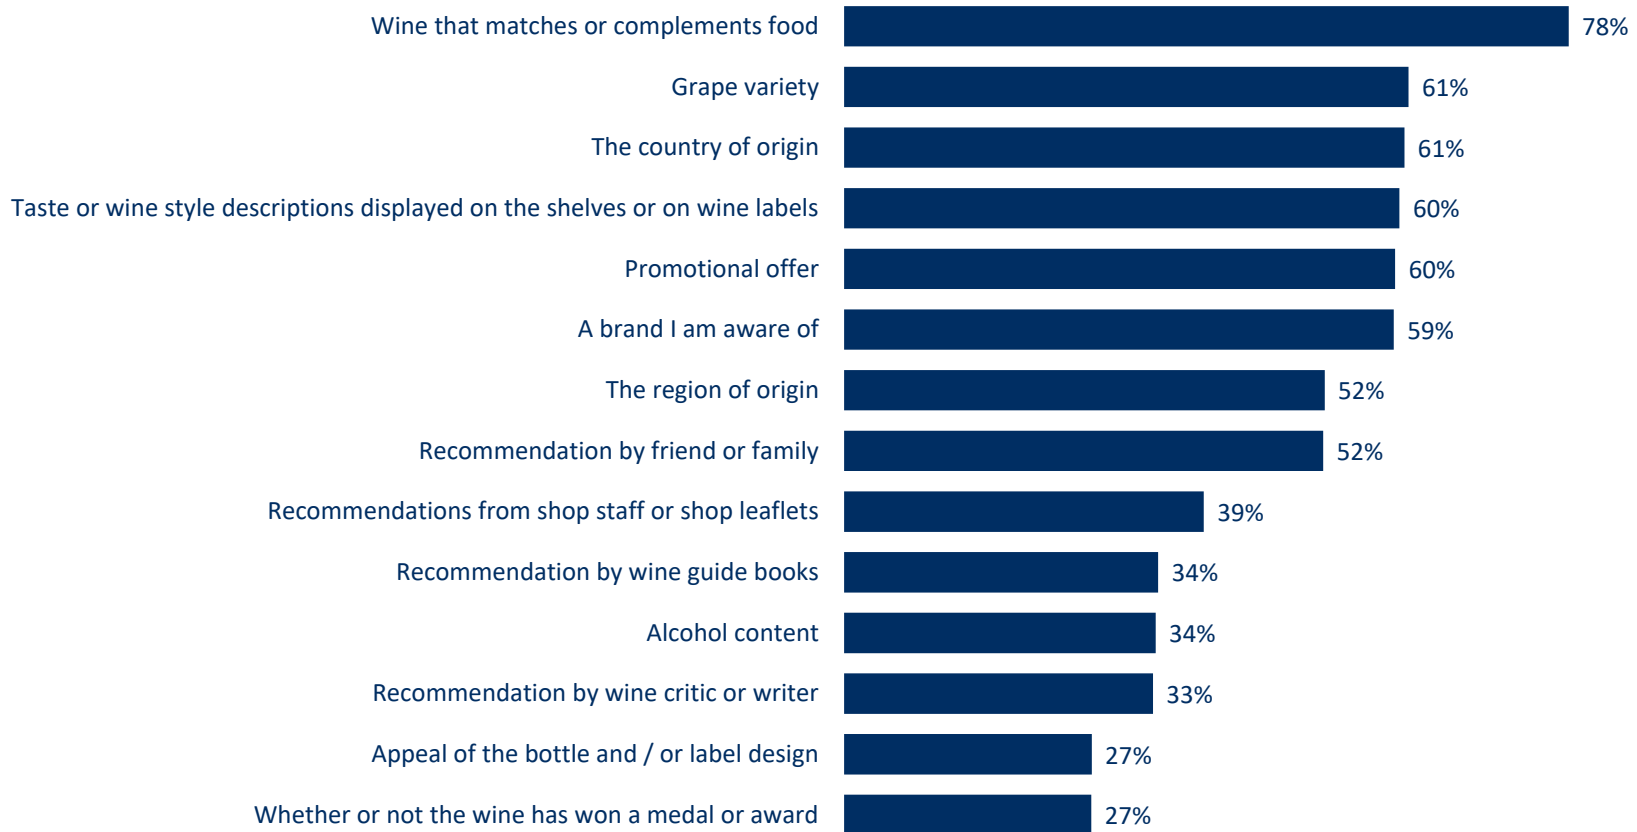 Wine that matches or complements food 78%
Grape variety 61%
The country of origin 61%
Taste or wine style descriptions displayed on the shelves or on wine labels 60%
Promotional offer 60%
A brand I am aware of 59%
The region of origin 52%
Recommendation by friend or family 52%
Recommendations from shop staff or shop leaflets 39%
Recommendation by wine guide books 34%
Alcohol content 34%
Recommendation by wine critic or writer 33%
Appeal of the bottle and / or label design 27%
Whether or not the wine has won a medal or award 27%